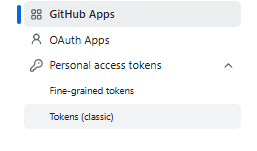 GitHub Apps
OAuth Apps
Personal access tokens
Fine-grained tokens
Tokens (classic)